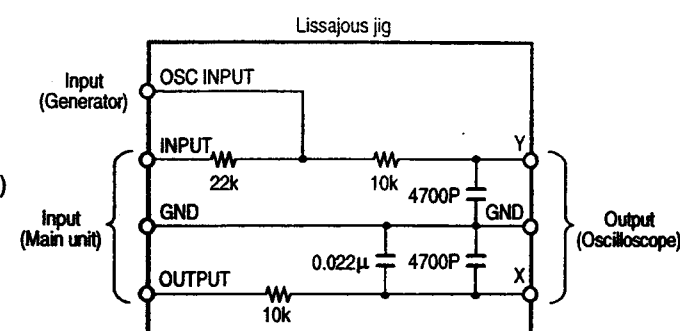 Lissajous jig
Input
(Generator)
OSC INPUT
INPUT
22k
10k
Y
4700P
)
Input
(Main unit)
GND
GND
Output
(Oscilloscope)
0.022μ
4700P
OUTPUT
10k
X